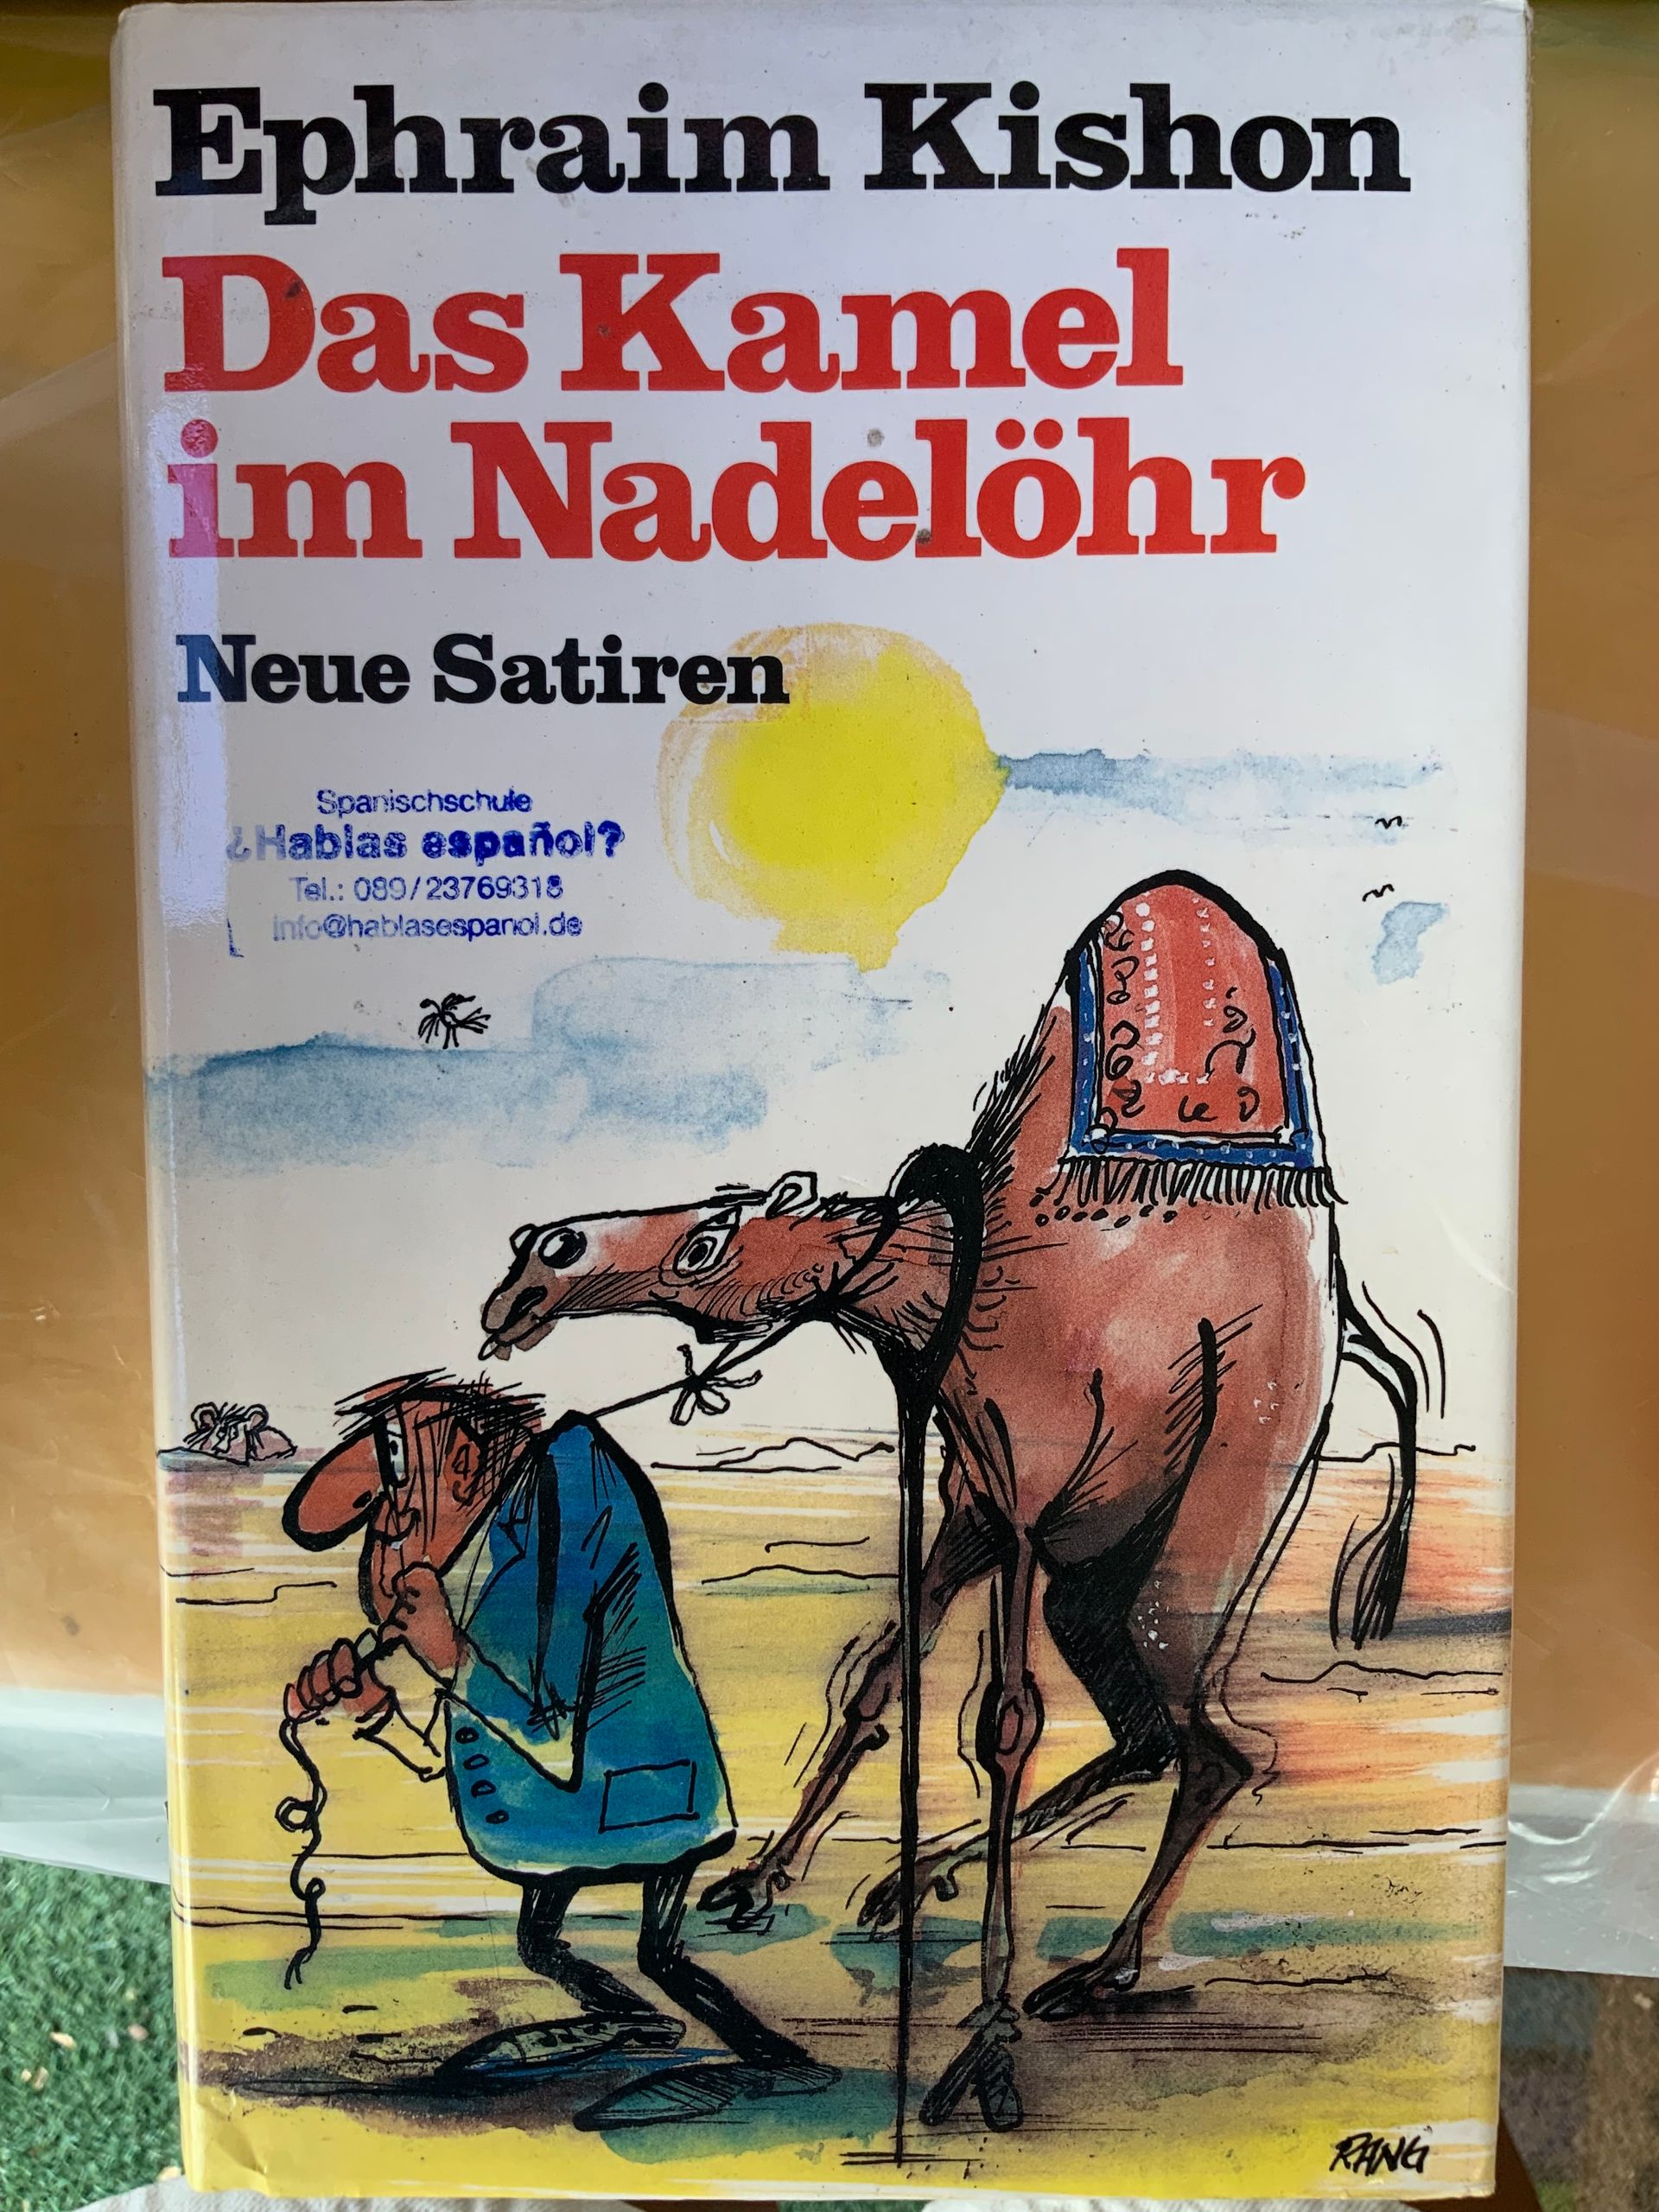 Ephraim Kishon
Das Kamel
im Nadelöhr
Neue Satiren
Spanischschule
¿Hablas español?
Tel.: 089/23769318
info@hablasespanol.de
RANG